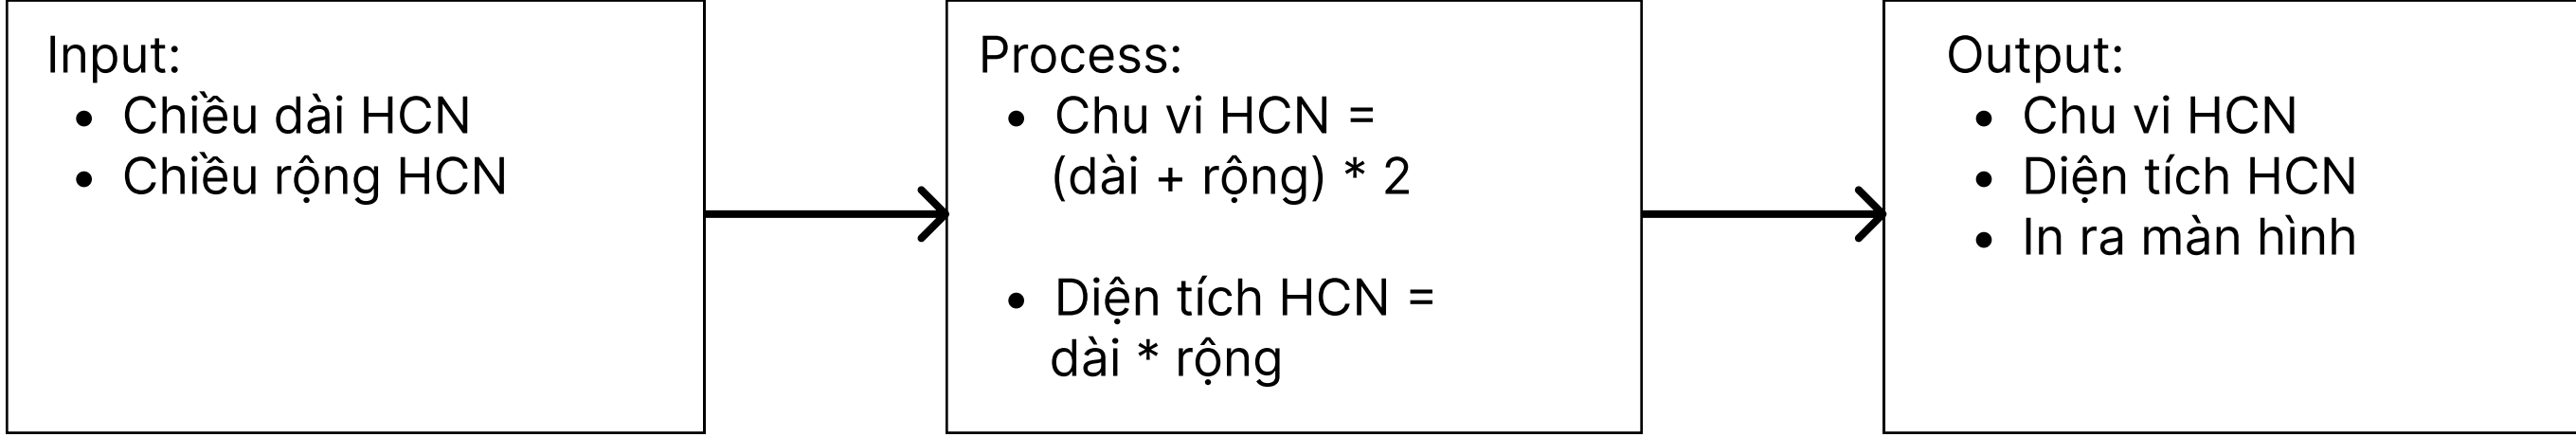 Input:
• Chiều dài HCN
• Chiều rộng HCN
Process:
• Chu vi HCN =
(dài + rộng) * 2
• Diện tích HCN =
dài * rộng
Output:
• Chu vi HCN
• Diện tích HCN
• In ra màn hình